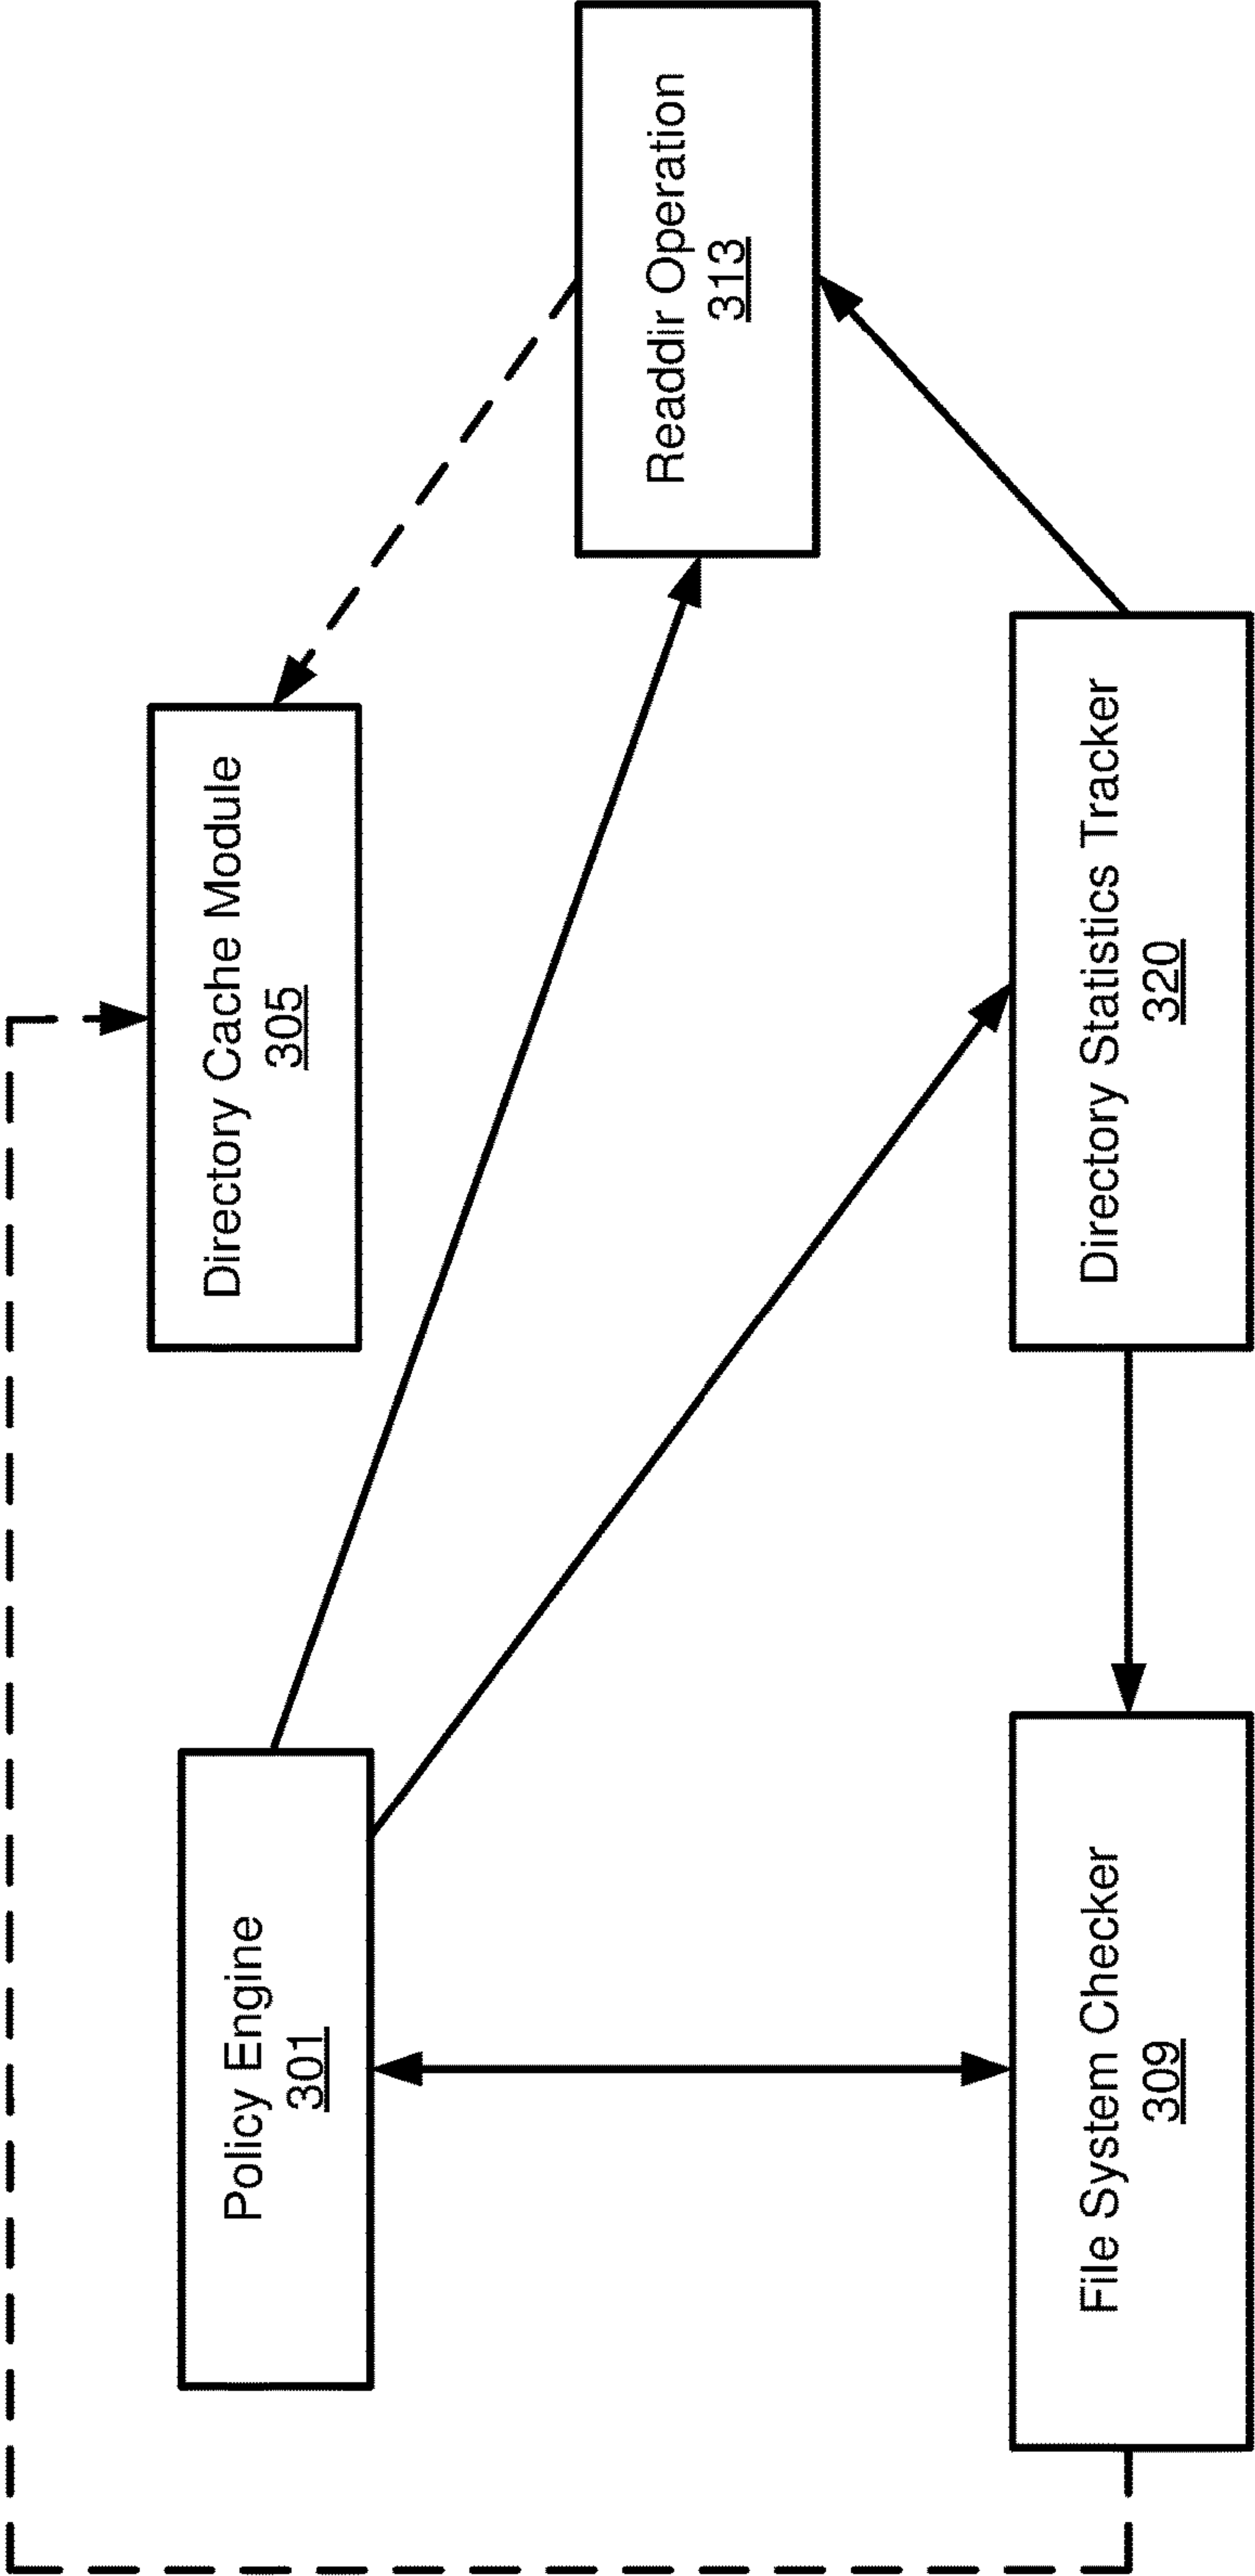 Policy Engine
301
Directory Cache Module
305
Readdir Operation
313
File System Checker
309
Directory Statistics Tracker
320